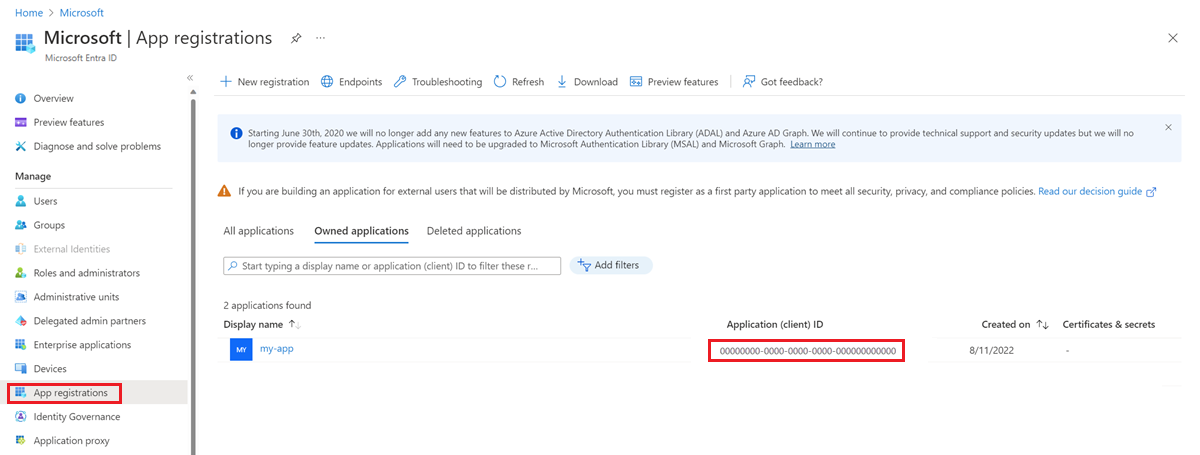 Home > Microsoft
Microsoft | App registrations
Microsoft Entra ID
Overview
Preview features
Diagnose and solve problems
Manage
Users
Groups
External Identities
Roles and administrators
Administrative units
Delegated admin partners
Enterprise applications
Devices
App registrations
Identity Governance
Application proxy
New registration Endpoints Troubleshooting Refresh Download Preview features Got feedback?
Starting June 30th, 2020 we will no longer add any new features to Azure Active Directory Authentication Library (ADAL) and Azure AD Graph. We will continue to provide technical support and security updates but we will no
longer provide feature updates. Applications will need to be upgraded to Microsoft Authentication Library (MSAL) and Microsoft Graph. Learn more
If you are building an application for external users that will be distributed by Microsoft, you must register as a first party application to meet all security, privacy, and compliance policies. Read our decision guide
All applications Owned applications Deleted applications
Start typing a display name or application (client) ID to filter these r... Add filters
2 applications found
Display name Application (client) ID Created on Certificates & secrets
MY my-app 00000000-0000-0000-0000-000000000000 8/11/2022 -